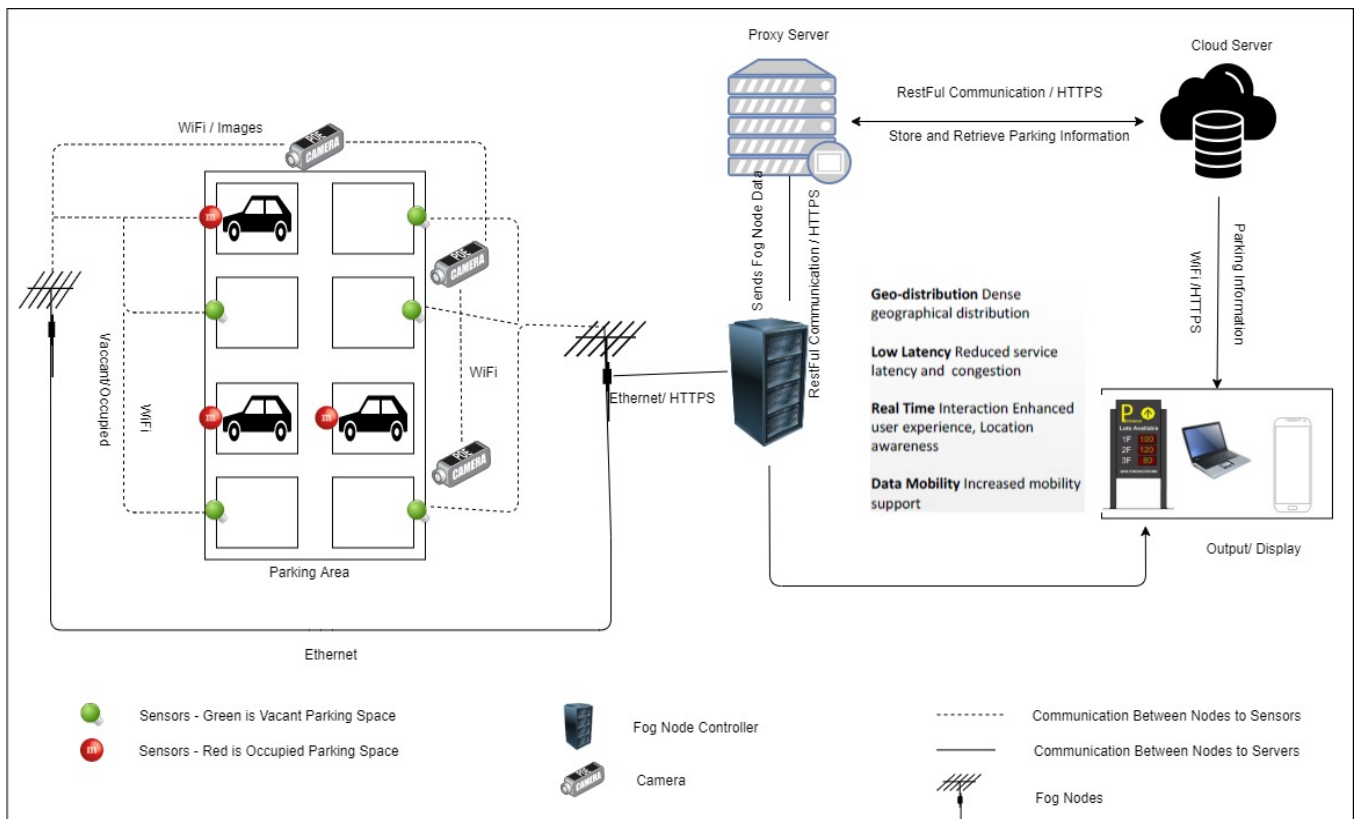 Proxy Server
Cloud Server
RestFul Communication / HTTPS
Store and Retrieve Parking Information
WiFi / Images
PDE
CAMERA
m
PDE
CAMERA
Sends Fog Node Data
RestFul Communication / HTTPS
Parking Information
WiFi /HTTPS
Geo-distribution Dense
geographical distribution
Low Latency Reduced service
latency and congestion
Real Time Interaction Enhanced
user experience, Location
awareness
Data Mobility Increased mobility
support
Vaccant/Occupied
WiFi
WiFi
Ethernet/ HTTPS
m
m
PDE
CAMERA
P
Lots Available
1F 100
2F 120
3F 80
Output/ Display
Parking Area
Ethernet
Sensors - Green is Vacant Parking Space
m
Sensors - Red is Occupied Parking Space
Fog Node Controller
PDE
CAMERA
Camera
Communication Between Nodes to Sensors
Communication Between Nodes to Servers
Fog Nodes